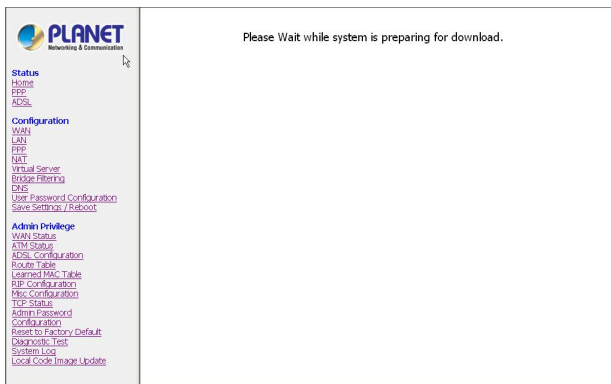 PLANET
Networking & Communication
Please Wait while system is preparing for download.
Status
Home
PPP
ADSL
Configuration
WAN
LAN
PPP
NAT
Virtual Server
Bridge Filtering
DNS
User Password Configuration
Save Settings / Reboot
Admin Privilege
WAN Status
ATM Status
ADSL Configuration
Route Table
Learned MAC Table
RIP Configuration
Misc Configuration
TCP Status
Admin Password
Configuration
Reset to Factory Default
Diagnostic Test
System Log
Local Code Image Update